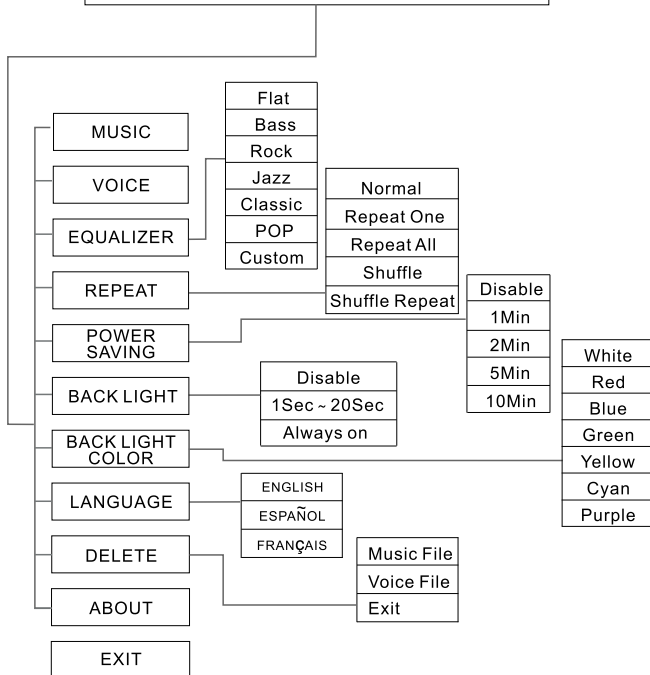 MUSIC
VOICE
EQUALIZER
REPEAT
POWER
SAVING
BACK LIGHT
BACK LIGHT
COLOR
LANGUAGE
DELETE
ABOUT
EXIT
Flat
Bass
Rock
Jazz
Classic
POP
Custom
Normal
Repeat One
Repeat All
Shuffle
Shuffle Repeat
Disable
1Min
2Min
5Min
10Min
Disable
1Sec ~ 20Sec
Always on
White
Red
Blue
Green
Yellow
Cyan
Purple
ENGLISH
ESPAÑOL
FRANÇAIS
Music File
Voice File
Exit